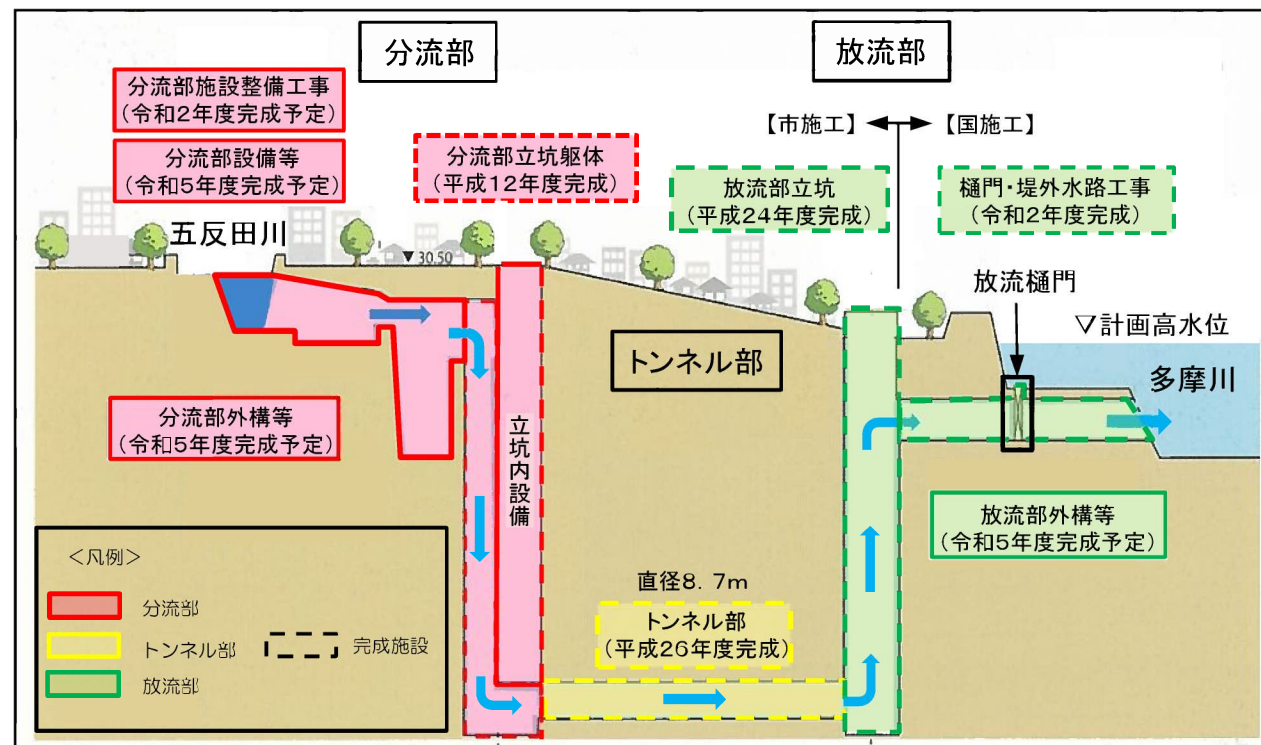 分流部
放流部
分流部施設整備工事
(令和2年度完成予定)
分流部設備等
(令和5年度完成予定)
分流部立坑躯体
(平成12年度完成)
【市施工】
【国施工】
放流部立坑
(平成24年度完成)
樋門・堤外水路工事
(令和2年度完成)
五反田川
▼ 30.50
放流樋門
▽計画高水位
多摩川
トンネル部
分流部外構等
(令和5年度完成予定)
立坑内設備
放流部外構等
(令和5年度完成予定)
直径8.7m
トンネル部
(平成26年度完成)
<凡例>
分流部
トンネル部
完成施設
放流部